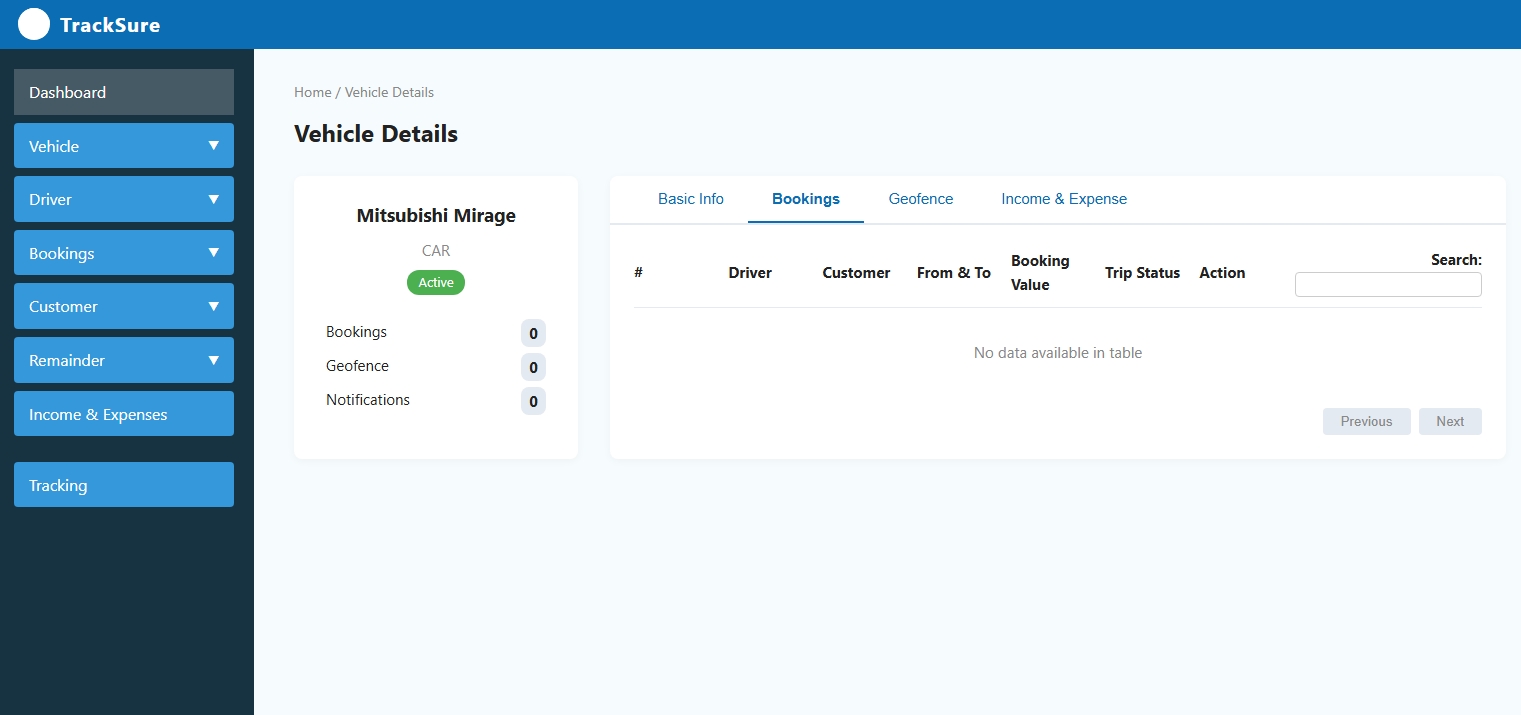 TrackSure
Dashboard
Vehicle ▼
Driver ▼
Bookings ▼
Customer ▼
Remainder ▼
Income & Expenses
Tracking
Home / Vehicle Details
Vehicle Details
Mitsubishi Mirage
CAR
Active
Bookings 0
Geofence 0
Notifications 0
Basic Info Bookings Geofence Income & Expense
# Driver Customer From & To Booking Value Trip Status Action Search:
No data available in table
Previous Next